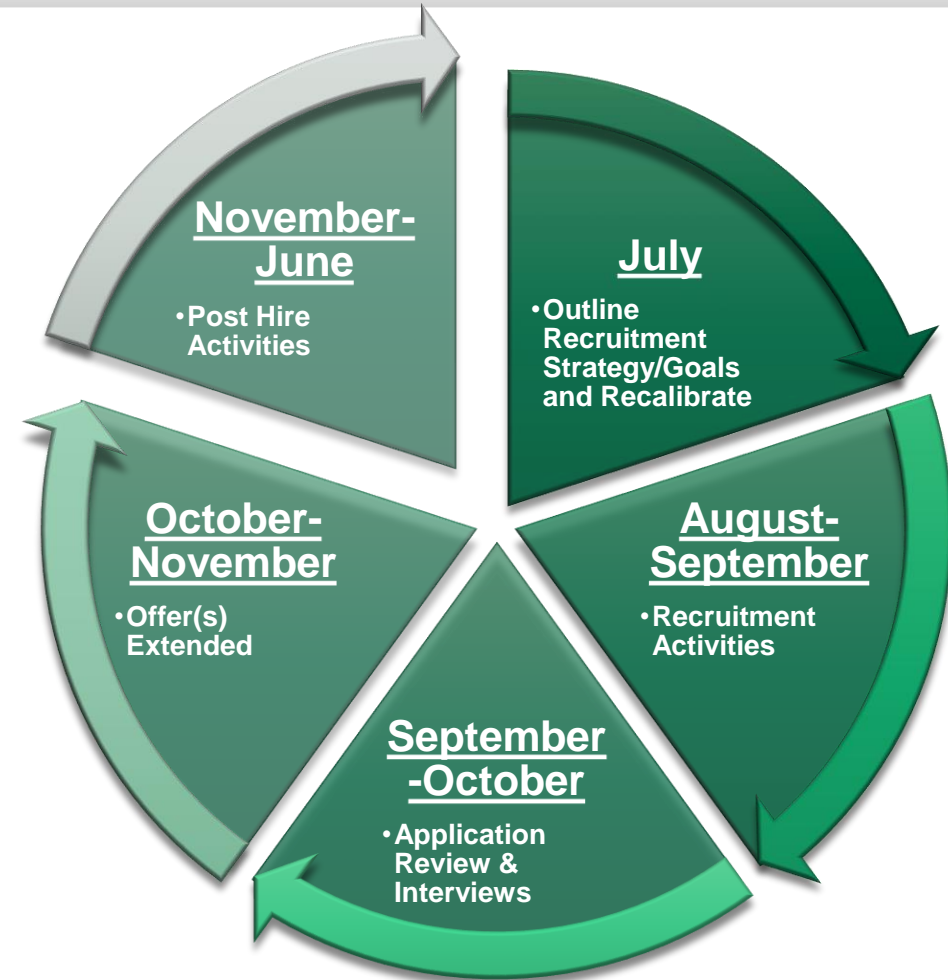 July
•Outline
Recruitment
Strategy/Goals
and Recalibrate
August-
September
•Recruitment
Activities
September
-October
•Application
Review &
Interviews
October-
November
•Offer(s)
Extended
November-
June
•Post Hire
Activities